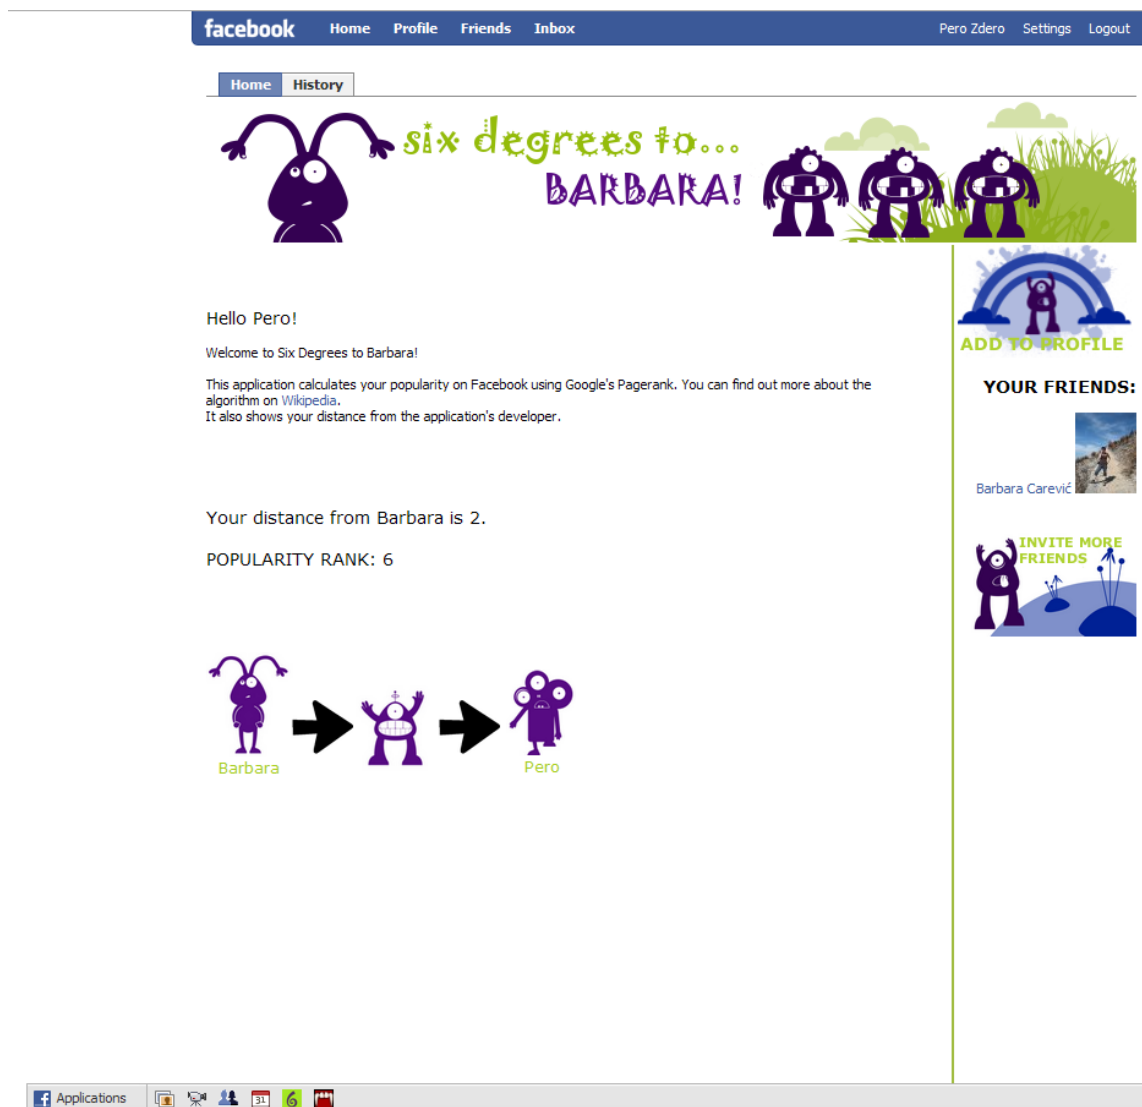 facebook Home Profile Friends Inbox Pero Zdero Settings Logout
Home History
six degrees to...
BARBARA!
Hello Pero!
Welcome to Six Degrees to Barbara!
This application calculates your popularity on Facebook using Google's Pagerank. You can find out more about the
algorithm on Wikipedia.
It also shows your distance from the application's developer.
Your distance from Barbara is 2.
POPULARITY RANK: 6
Barbara
Pero
ADD TO PROFILE
YOUR FRIENDS:
Barbara Carević
INVITE MORE
FRIENDS
Applications
31
6